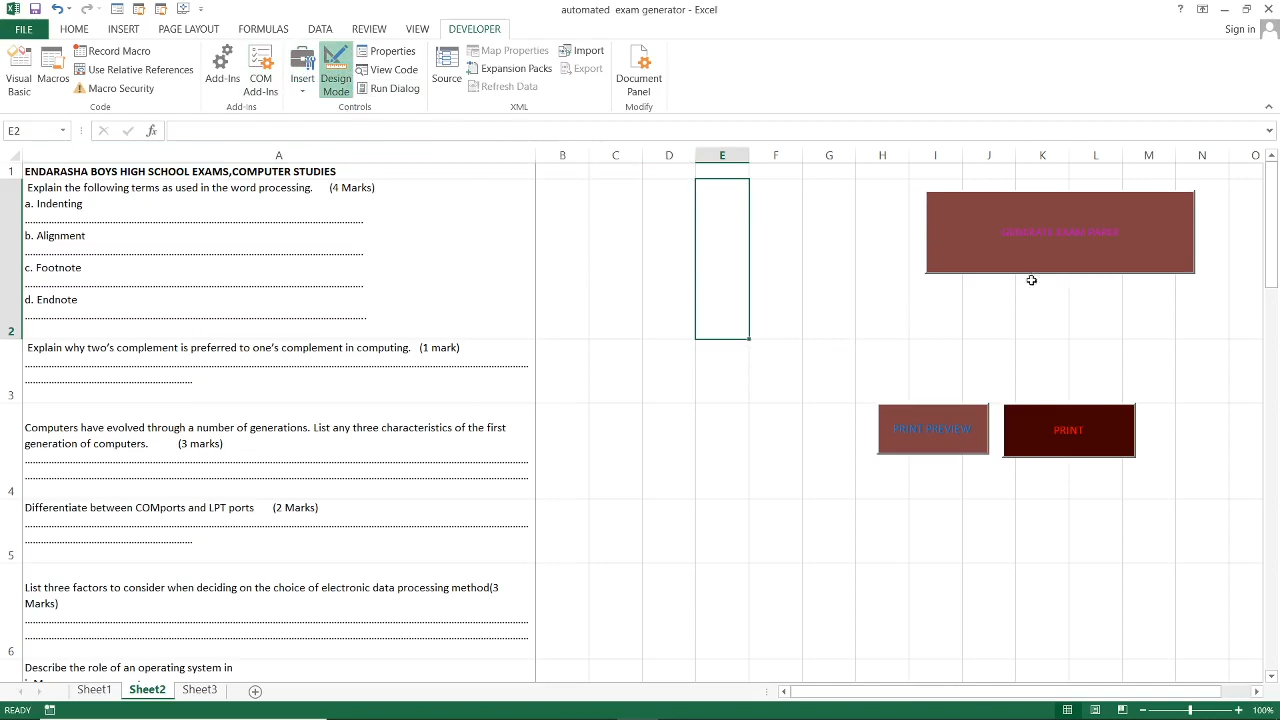 automated exam generator - Excel
? Sign in
FILE HOME INSERT PAGE LAYOUT FORMULAS DATA REVIEW VIEW DEVELOPER
Visual Basic
Macros
Record Macro
Use Relative References
Macro Security
Code
Add-Ins
COM Add-Ins
Add-Ins
Insert
Design Mode
Properties
View Code
Run Dialog
Controls
Source
Map Properties
Expansion Packs
Refresh Data
Import
Export
XML
Document Panel
Modify
E2 fx
A B C D E F G H I J K L M N O
1 ENDARASHA BOYS HIGH SCHOOL EXAMS,COMPUTER STUDIES
Explain the following terms as used in the word processing. (4 Marks)
a. Indenting
b. Alignment
c. Footnote
d. Endnote
2
GENERATE EXAM PAPER
Explain why two's complement is preferred to one's complement in computing. (1 mark)
3
PRINT PREVIEW
PRINT
Computers have evolved through a number of generations. List any three characteristics of the first
generation of computers. (3 marks)
4
Differentiate between COMports and LPT ports (2 Marks)
5
List three factors to consider when deciding on the choice of electronic data processing method(3
Marks)
6
Describe the role of an operating system in
Sheet1 Sheet2 Sheet3
READY 100%